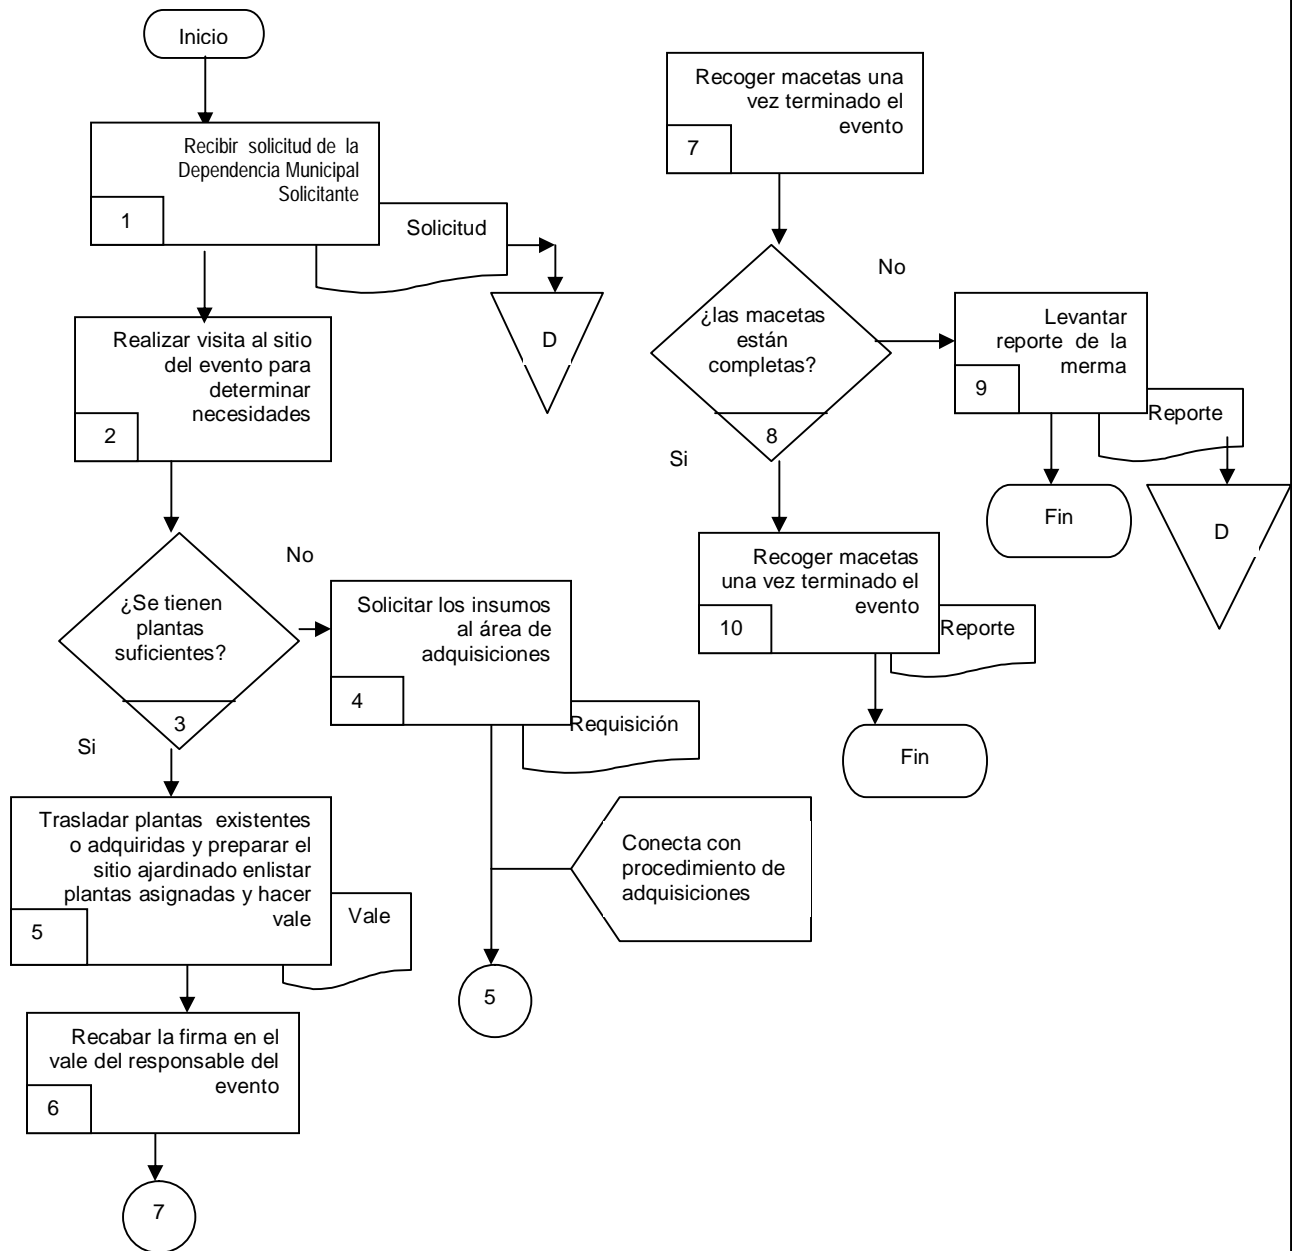 Inicio
Recibir solicitud de la
Dependencia Municipal
Solicitante
1
Solicitud
D
Realizar visita al sitio
del evento para
determinar
necesidades
2
¿Se tienen
plantas
suficientes?
3
No
Si
Solicitar los insumos
al área de
adquisiciones
4
Requisición
Conecta con
procedimiento de
adquisiciones
5
Trasladar plantas existentes
o adquiridas y preparar el
sitio ajardinado enlistar
plantas asignadas y hacer
vale
5
Vale
Recabar la firma en el
vale del responsable del
evento
6
7
Recoger macetas una
vez terminado el
evento
7
¿las macetas
están
completas?
8
No
Si
Levantar
reporte de la
merma
9
Reporte
Fin
D
Recoger macetas
una vez terminado el
evento
10
Reporte
Fin